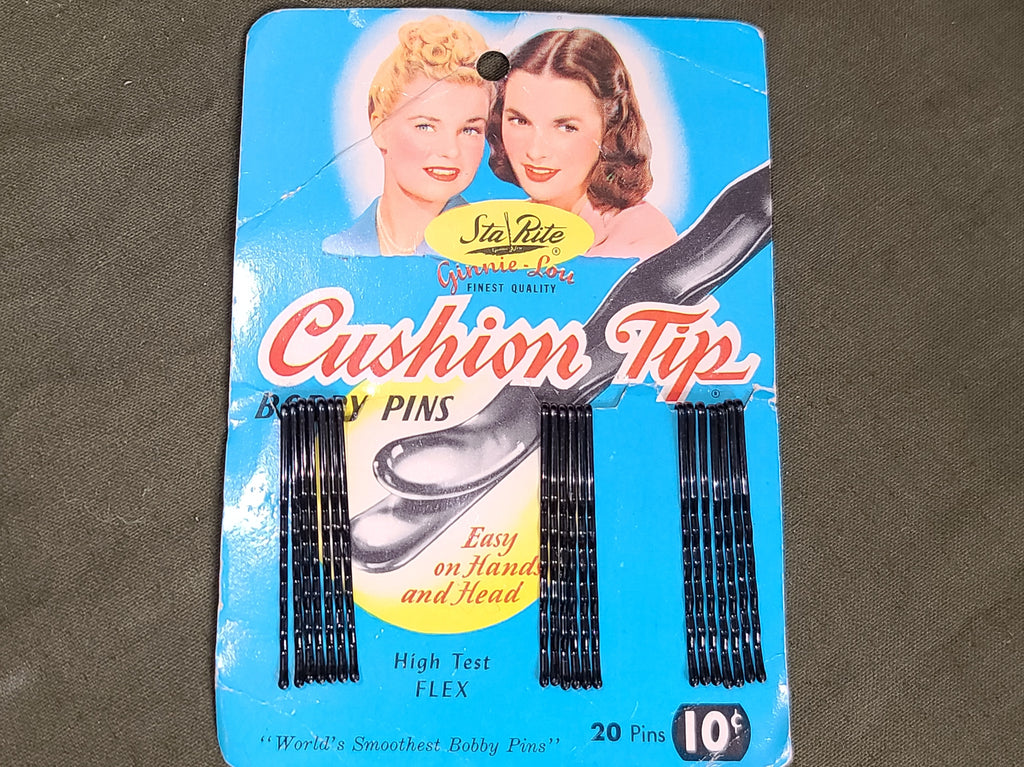 Sta Rite
®
Ginnie-Lou
FINEST QUALITY
Cushion Tip
®
BOBBY PINS
Easy
on Hands
and Head
High Test
FLEX
"World's Smoothest Bobby Pins"
20 Pins 10¢